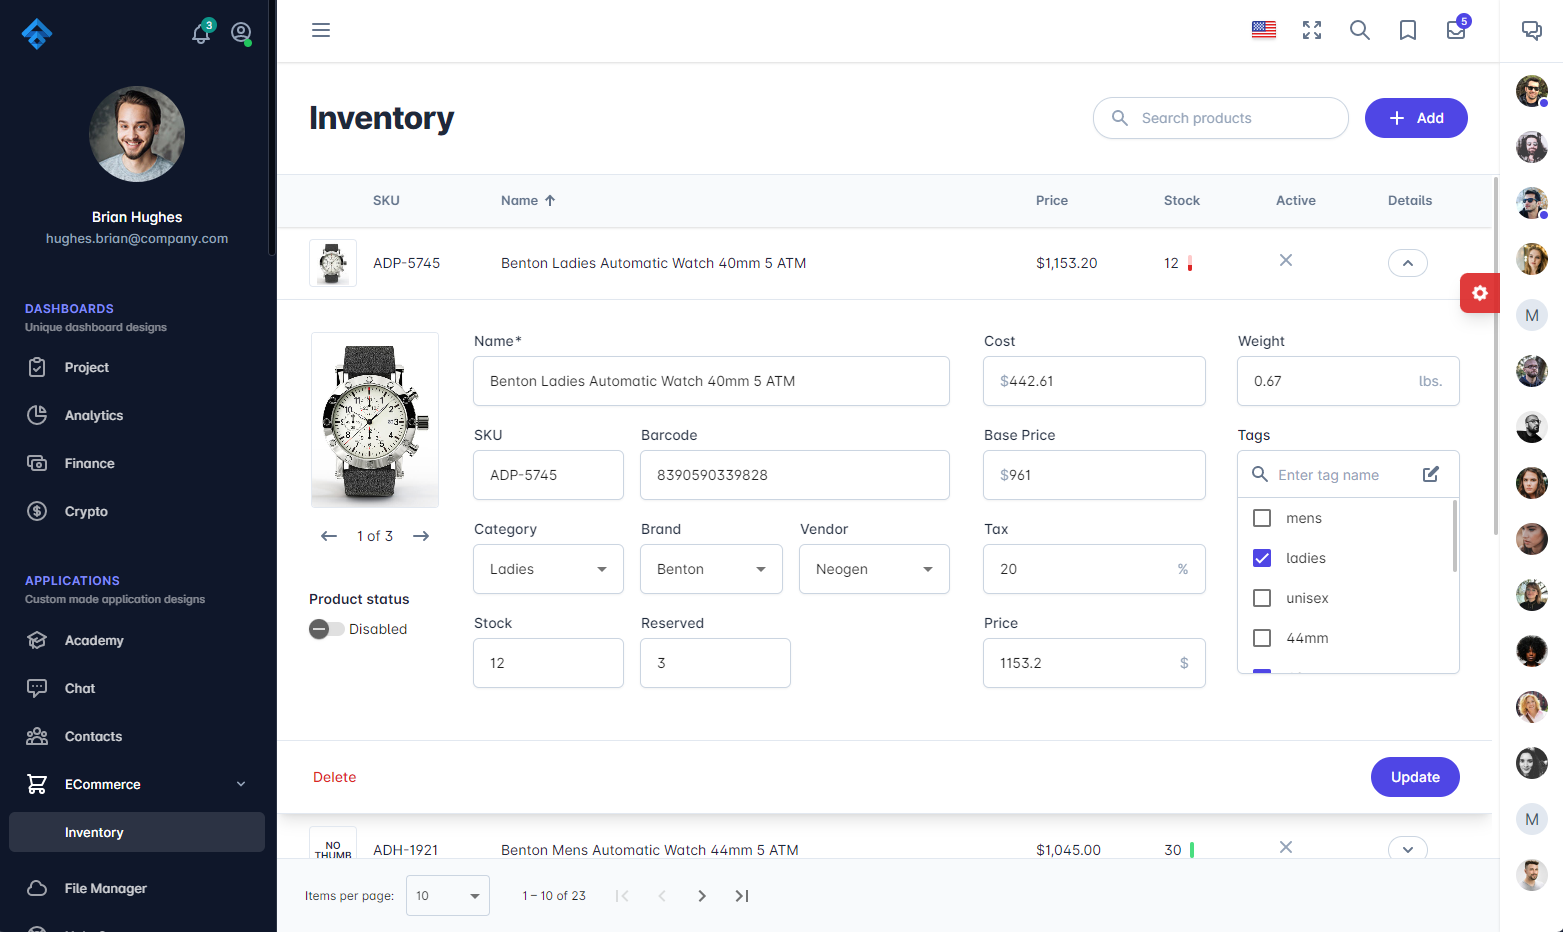 3
Brian Hughes
hughes.brian@company.com
DASHBOARDS
Unique dashboard designs
Project
Analytics
Finance
Crypto
APPLICATIONS
Custom made application designs
Academy
Chat
Contacts
ECommerce
Inventory
File Manager
5
Inventory
Search products
Add
SKU Name Price Stock Active Details
ADP-5745 Benton Ladies Automatic Watch 40mm 5 ATM $1,153.20 12
1 of 3
Product status
Disabled
Name*
Benton Ladies Automatic Watch 40mm 5 ATM
SKU Barcode
ADP-5745 8390590339828
Category Brand Vendor
Ladies Benton Neogen
Stock Reserved
12 3
Cost
$442.61
Base Price
$961
Tax
20 %
Price
1153.2 $
Weight
0.67 lbs.
Tags
Enter tag name
mens
ladies
unisex
44mm
Delete
Update
NO
THUMB
ADH-1921 Benton Mens Automatic Watch 44mm 5 ATM $1,045.00 30
Items per page: 10 1 – 10 of 23
M
M